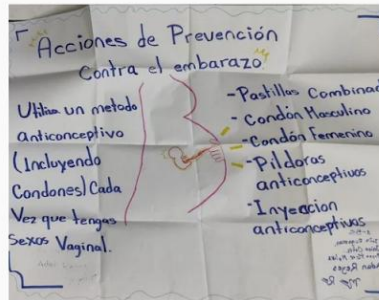 Acciones de Prevención
Contra el embarazo
Utiliza un metodo
anticonceptivo
(Incluyendo
Condones) Cada
Vez que tengas
Sexos Vaginal.
-Pastillas Combinad
-Condón Masculino
-Condón Femenino
-Píldoras
anticonceptivos
-Inyeccion
anticonceptivas